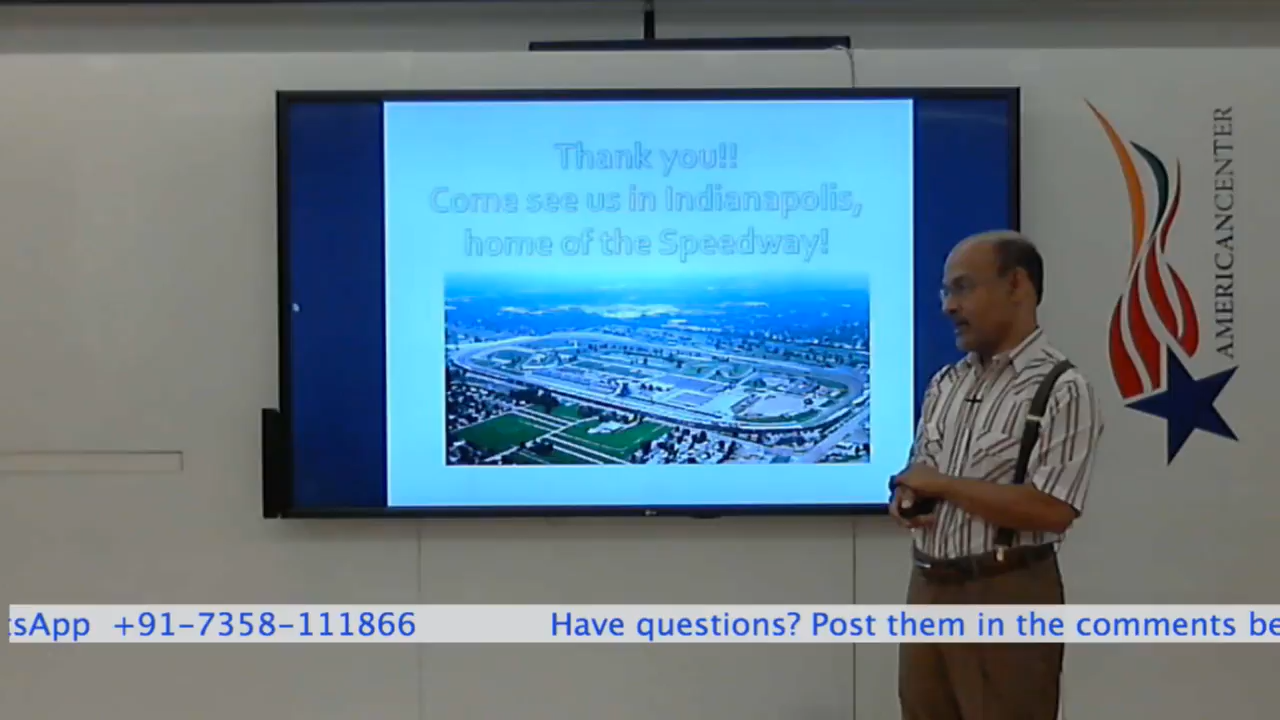 Thank you!!
Come see us in Indianapolis,
home of the Speedway!
AMERICANCENTER
tsApp +91-7358-111866 Have questions? Post them in the comments be